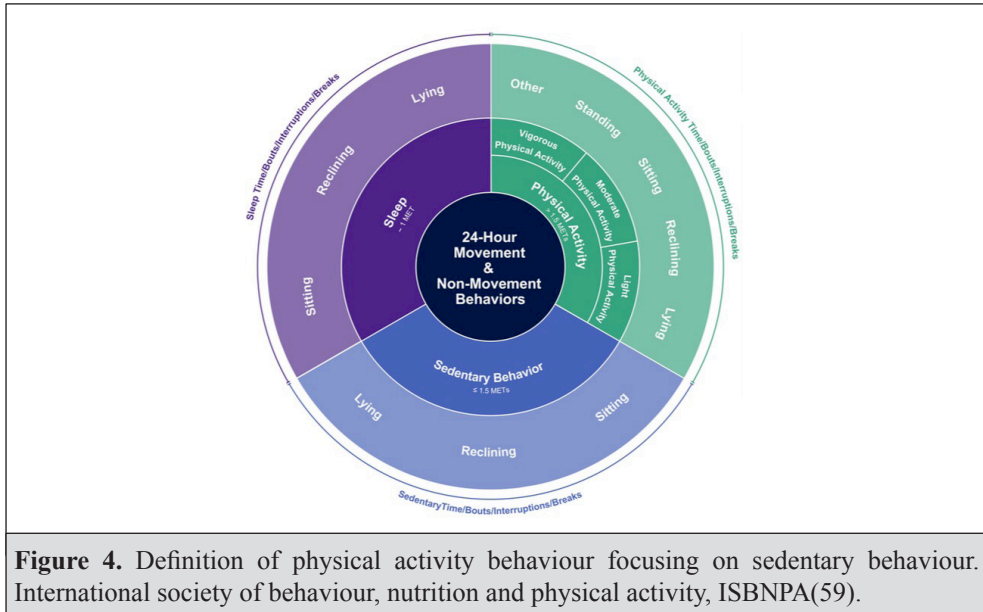 Sleep Time/Bouts/Interruptions/Breaks
Physical Activity Time/Bouts/Interruptions/Breaks
Lying
Reclining
Sitting
Sleep
~ 1 MET
Other
Standing
Sitting
Reclining
Lying
Vigorous
Physical Activity
Moderate
Physical Activity
Light
Physical Activity
Physical Activity
> 1.5 METs
24-Hour
Movement
&
Non-Movement
Behaviors
Sedentary Behavior
≤ 1.5 METs
Lying
Reclining
Sitting
SedentaryTime/Bouts/Interruptions/Breaks
Figure 4. Definition of physical activity behaviour focusing on sedentary behaviour.
International society of behaviour, nutrition and physical activity, ISBNPA(59).